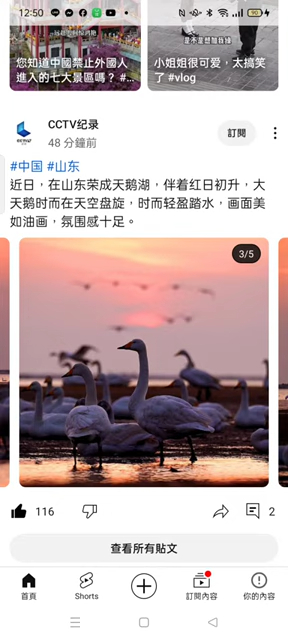 12:50
90
您知道中國禁止外國人
進入的七大景區嗎？ #...
小姐姐很可爱，太搞笑
了 #vlog
CCTV纪录
48 分鐘前
訂閱
#中国 #山东
近日，在山东荣成天鹅湖，伴着红日初升，大
天鹅时而在天空盘旋，时而轻盈踏水，画面美
如油画，氛围感十足。
3/5
116
2
查看所有貼文
首頁
Shorts
訂閱內容
你的內容